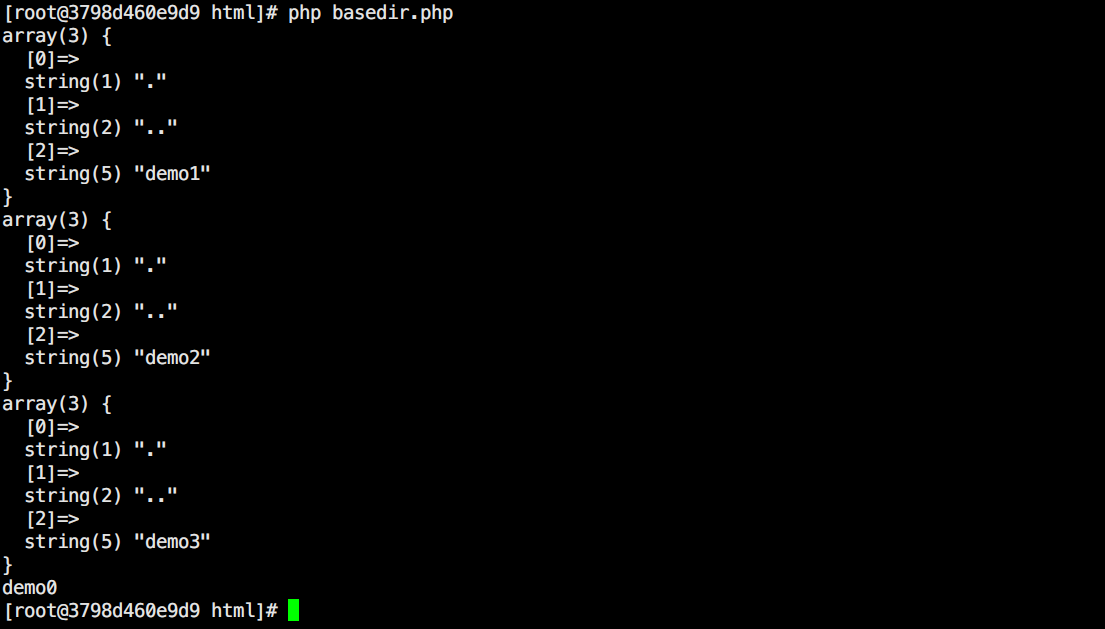 [root@3798d460e9d9 html]# php basedir.php
array(3) {
  [0]=>
  string(1) "."
  [1]=>
  string(2) ".."
  [2]=>
  string(5) "demo1"
}
array(3) {
  [0]=>
  string(1) "."
  [1]=>
  string(2) ".."
  [2]=>
  string(5) "demo2"
}
array(3) {
  [0]=>
  string(1) "."
  [1]=>
  string(2) ".."
  [2]=>
  string(5) "demo3"
}
demo0
[root@3798d460e9d9 html]#